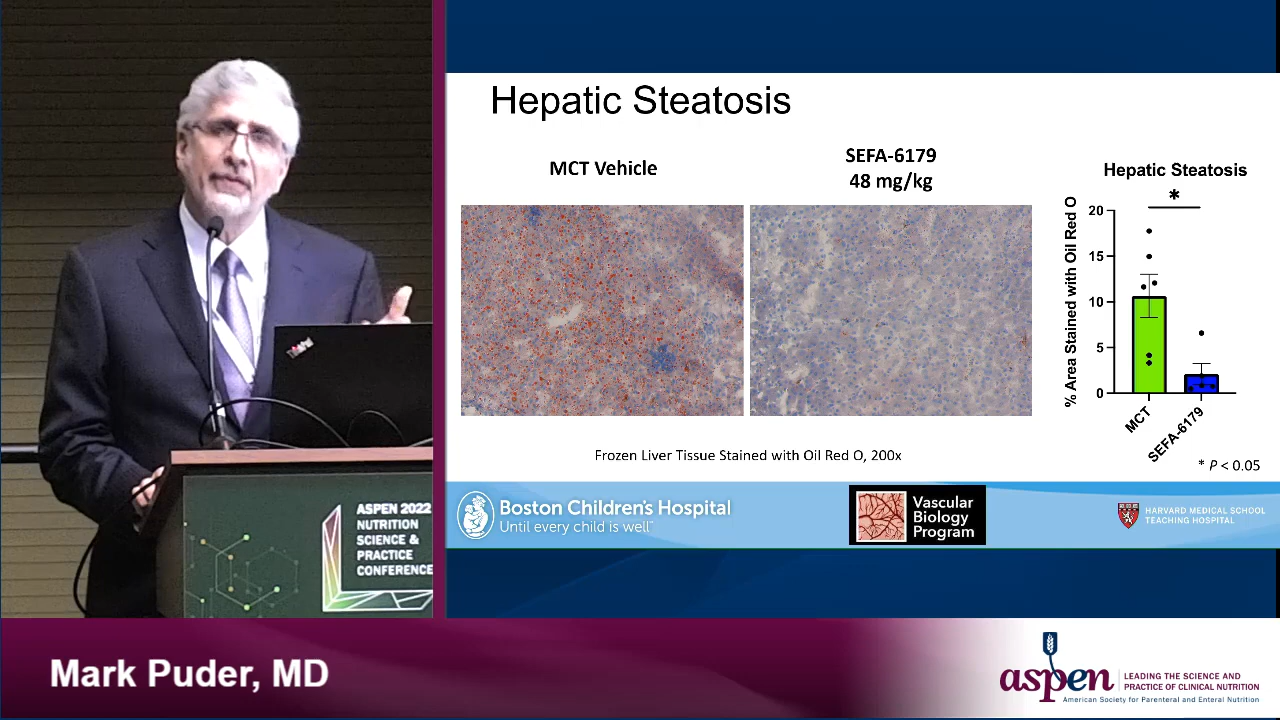 Hepatic Steatosis
MCT Vehicle
SEFA-6179
48 mg/kg
Hepatic Steatosis
*
% Area Stained with Oil Red O
20
15
10
5
0
MCT
SEFA-6179
* P < 0.05
Frozen Liver Tissue Stained with Oil Red O, 200x
Boston Children's Hospital
Until every child is well™
Vascular
Biology
Program
HARVARD MEDICAL SCHOOL
TEACHING HOSPITAL
ASPEN 2022
NUTRITION
SCIENCE &
PRACTICE
CONFERENCE
Mark Puder, MD
aspen
LEADING THE SCIENCE AND
PRACTICE OF CLINICAL NUTRITION
American Society for Parenteral and Enteral Nutrition